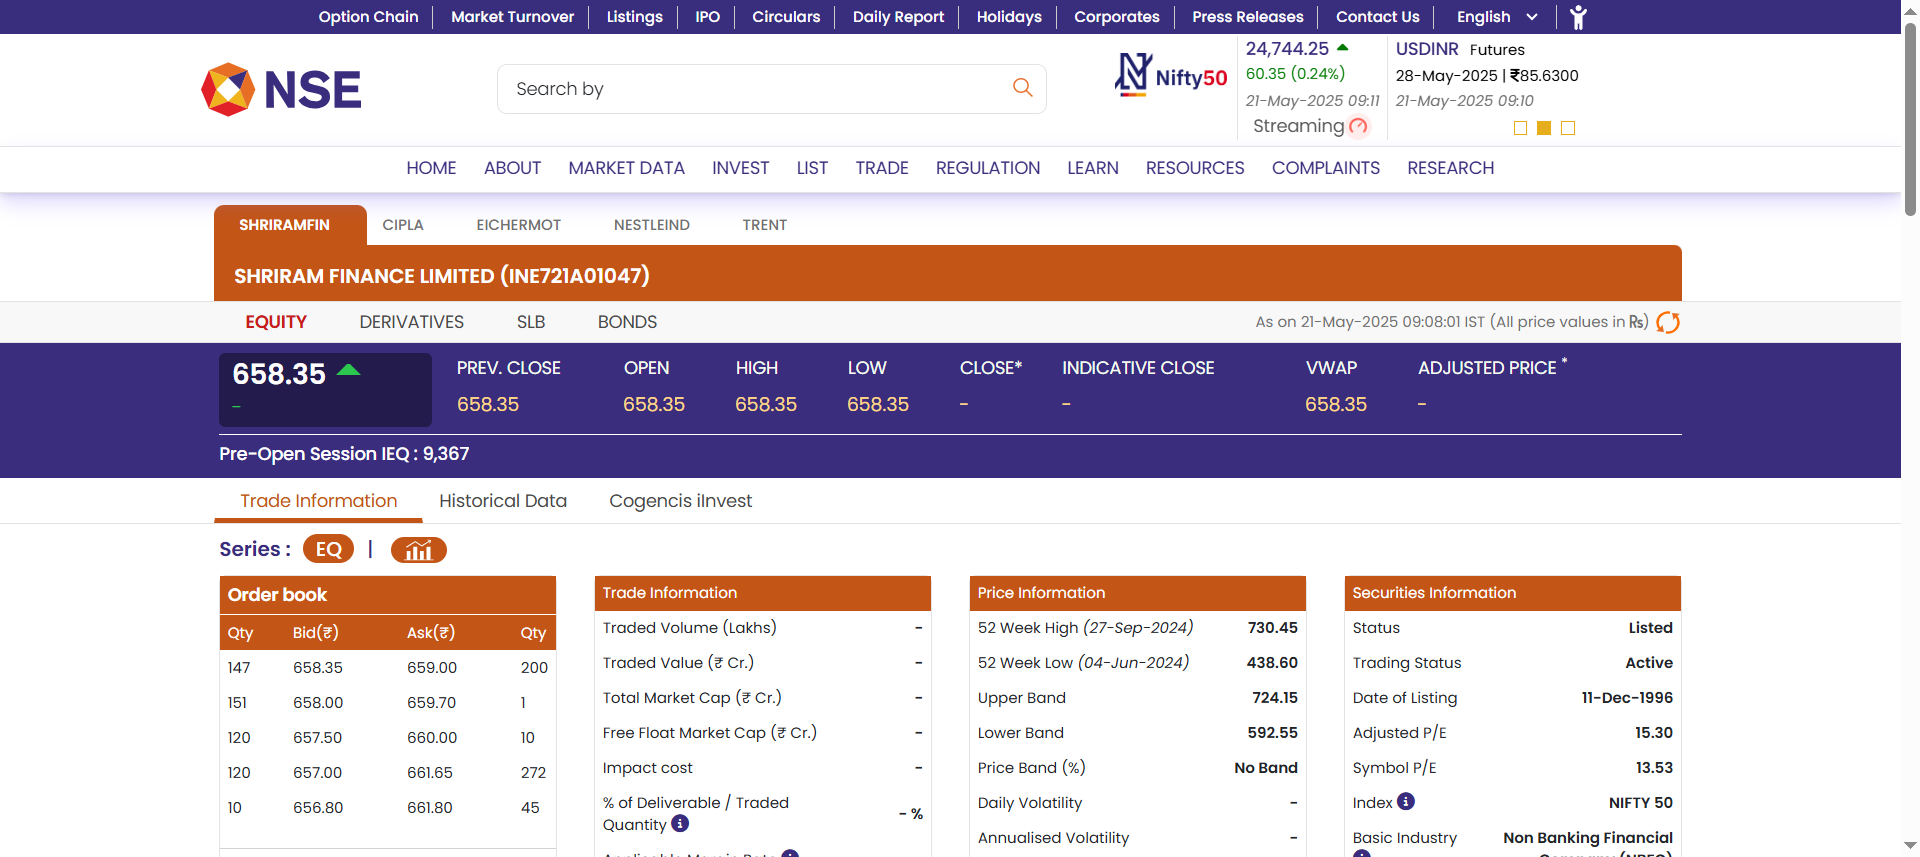 Option Chain Market Turnover Listings IPO Circulars Daily Report Holidays Corporates Press Releases Contact Us English
NSE
Search by
Nifty50
24,744.25
60.35 (0.24%)
21-May-2025 09:11
Streaming
USDINR Futures
28-May-2025 | ₹85.6300
21-May-2025 09:10
HOME ABOUT MARKET DATA INVEST LIST TRADE REGULATION LEARN RESOURCES COMPLAINTS RESEARCH
SHRIRAMFIN CIPLA EICHERMOT NESTLEIND TRENT
SHRIRAM FINANCE LIMITED (INE721A01047)
EQUITY DERIVATIVES SLB BONDS
As on 21-May-2025 09:08:01 IST (All price values in ₨)
658.35
–
PREV. CLOSE OPEN HIGH LOW CLOSE* INDICATIVE CLOSE VWAP ADJUSTED PRICE *
658.35 658.35 658.35 658.35 - - 658.35 -
Pre-Open Session IEQ : 9,367
Trade Information Historical Data Cogencis iInvest
Series : EQ |
Order book
Qty Bid(₹) Ask(₹) Qty
147 658.35 659.00 200
151 658.00 659.70 1
120 657.50 660.00 10
120 657.00 661.65 272
10 656.80 661.80 45
Trade Information
Traded Volume (Lakhs) -
Traded Value (₹ Cr.) -
Total Market Cap (₹ Cr.) -
Free Float Market Cap (₹ Cr.) -
Impact cost -
% of Deliverable / Traded
Quantity - %
Price Information
52 Week High (27-Sep-2024) 730.45
52 Week Low (04-Jun-2024) 438.60
Upper Band 724.15
Lower Band 592.55
Price Band (%) No Band
Daily Volatility -
Annualised Volatility -
Securities Information
Status Listed
Trading Status Active
Date of Listing 11-Dec-1996
Adjusted P/E 15.30
Symbol P/E 13.53
Index NIFTY 50
Basic Industry Non Banking Financial